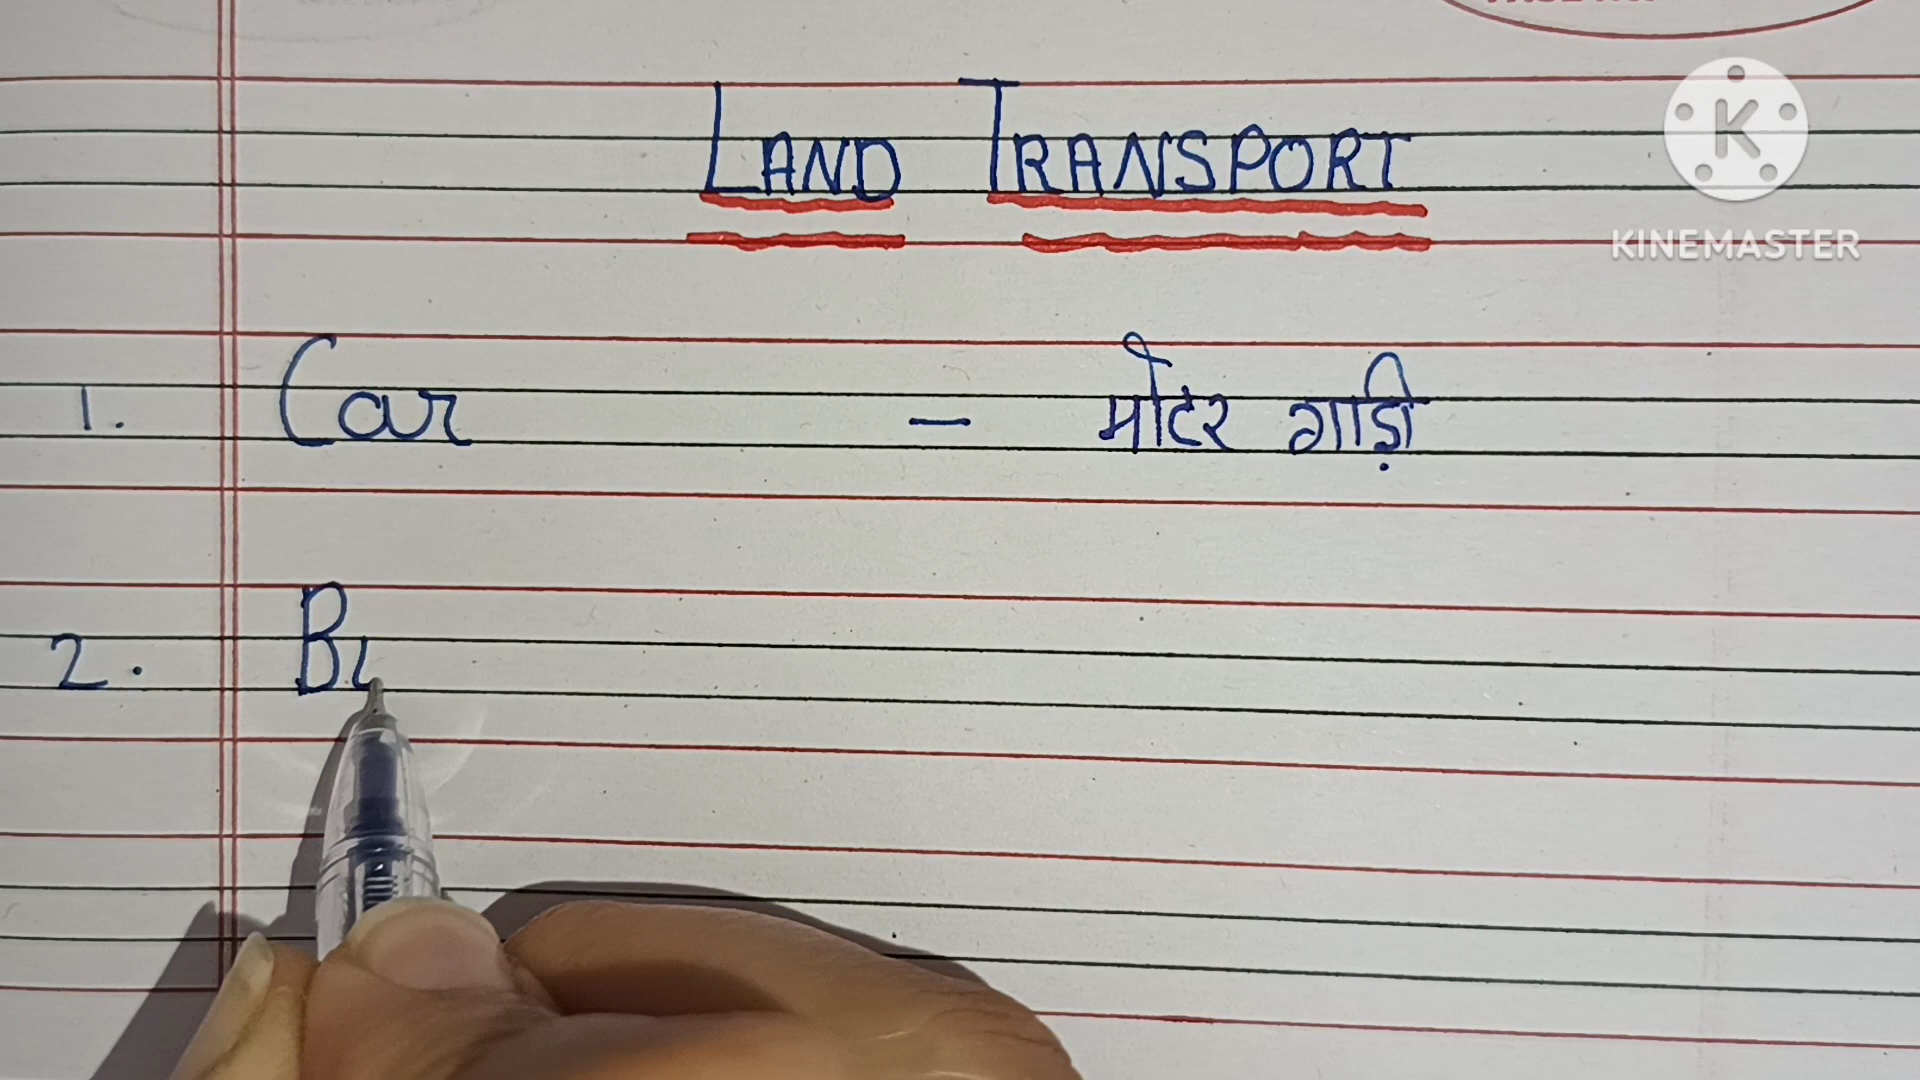 LAND TRANSPORT
KINEMASTER
1. Car – मोटर गाड़ी
2. B